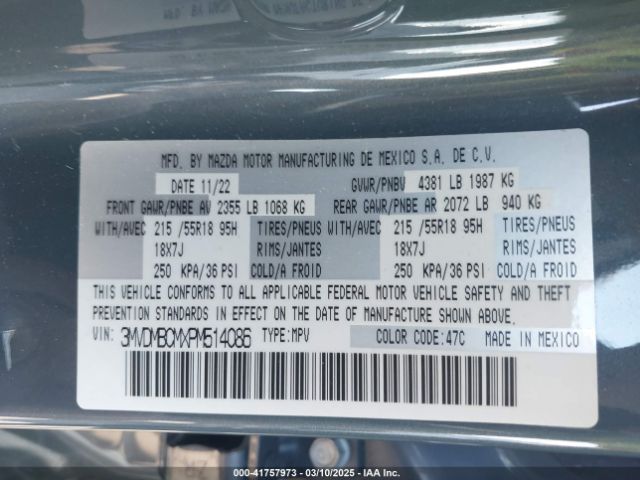 MFD. BY MAZDA MOTOR MANUFACTURING DE MEXICO S.A. DE C.V.
DATE 11/22 GVWR/PNBV 4381 LB 1987 KG
FRONT GAWR/PNBE AV 2355 LB 1068 KG REAR GAWR/PNBE AR 2072 LB 940 KG
WITH/AVEC 215 /55R18 95H TIRES/PNEUS WITH/AVEC 215 /55R18 95H TIRES/PNEUS
18X7J RIMS/JANTES 18X7J RIMS/JANTES
250 KPA/36 PSI COLD/A FROID 250 KPA/36 PSI COLD/A FROID
THIS VEHICLE CONFORMS TO ALL APPLICABLE FEDERAL MOTOR VEHICLE SAFETY AND THEFT
PREVENTION STANDARDS IN EFFECT ON THE DATE OF MANUFACTURE SHOWN ABOVE.
VIN: 3MVDMBCMXPM514086 TYPE:MPV COLOR CODE:47C MADE IN MEXICO
000-41757973 — 03/10/2025 — IAA Inc.